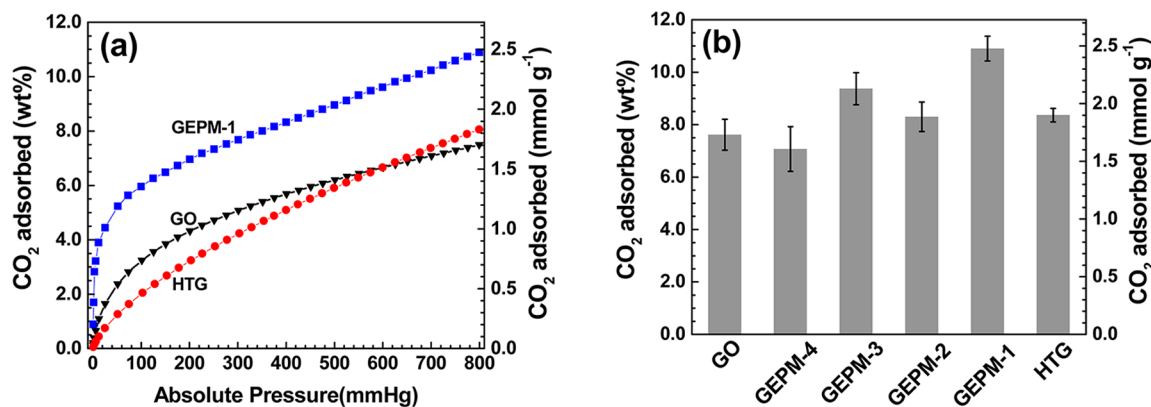 (a)
CO2 adsorbed (wt%)
12.0
10.0
8.0
6.0
4.0
2.0
0.0
GEPM-1
GO
HTG
2.5
2.0
1.5
1.0
0.5
0.0
CO2 adsorbed (mmol g-1)
0 100 200 300 400 500 600 700 800
Absolute Pressure(mmHg)
(b)
CO2 adsorbed (wt%)
12.0
10.0
8.0
6.0
4.0
2.0
0.0
2.5
2.0
1.5
1.0
0.5
0.0
CO2 adsorbed (mmol g-1)
GO
GEPM-4
GEPM-3
GEPM-2
GEPM-1
HTG